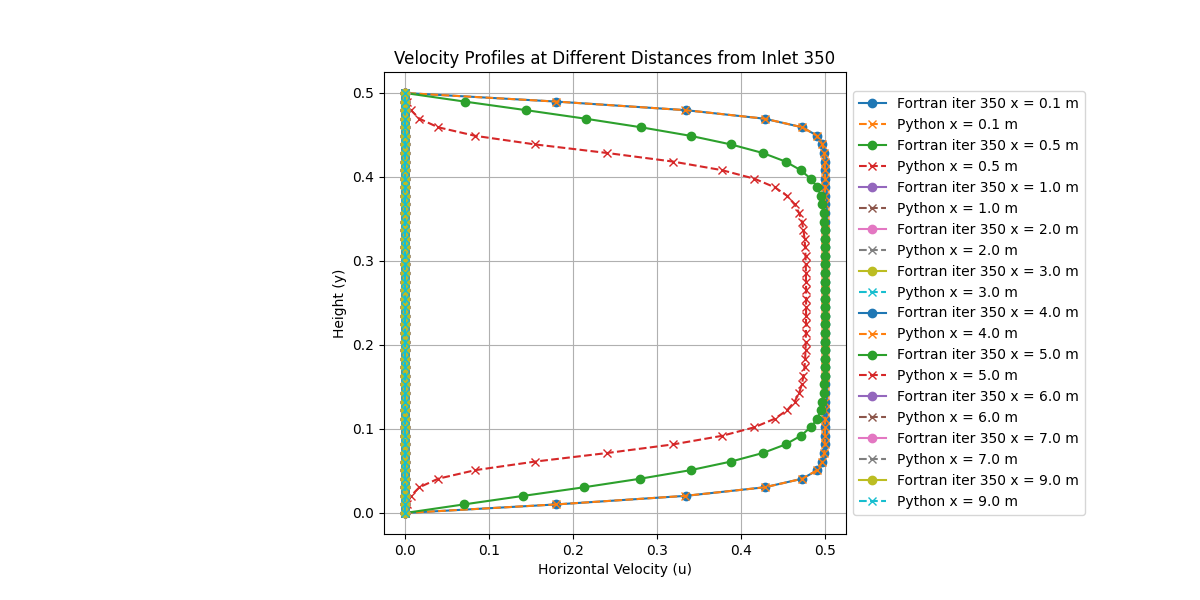 Velocity Profiles at Different Distances from Inlet 350
Height (y)
0.5
0.4
0.3
0.2
0.1
0.0
0.0 0.1 0.2 0.3 0.4 0.5
Horizontal Velocity (u)
Fortran iter 350 x = 0.1 m
Python x = 0.1 m
Fortran iter 350 x = 0.5 m
Python x = 0.5 m
Fortran iter 350 x = 1.0 m
Python x = 1.0 m
Fortran iter 350 x = 2.0 m
Python x = 2.0 m
Fortran iter 350 x = 3.0 m
Python x = 3.0 m
Fortran iter 350 x = 4.0 m
Python x = 4.0 m
Fortran iter 350 x = 5.0 m
Python x = 5.0 m
Fortran iter 350 x = 6.0 m
Python x = 6.0 m
Fortran iter 350 x = 7.0 m
Python x = 7.0 m
Fortran iter 350 x = 9.0 m
Python x = 9.0 m